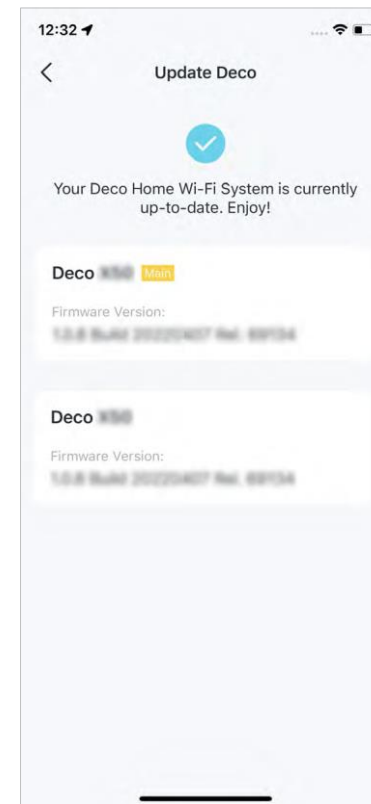 12:32
Update Deco
Your Deco Home Wi-Fi System is currently
up-to-date. Enjoy!
Deco Main
Firmware Version:
Deco
Firmware Version: